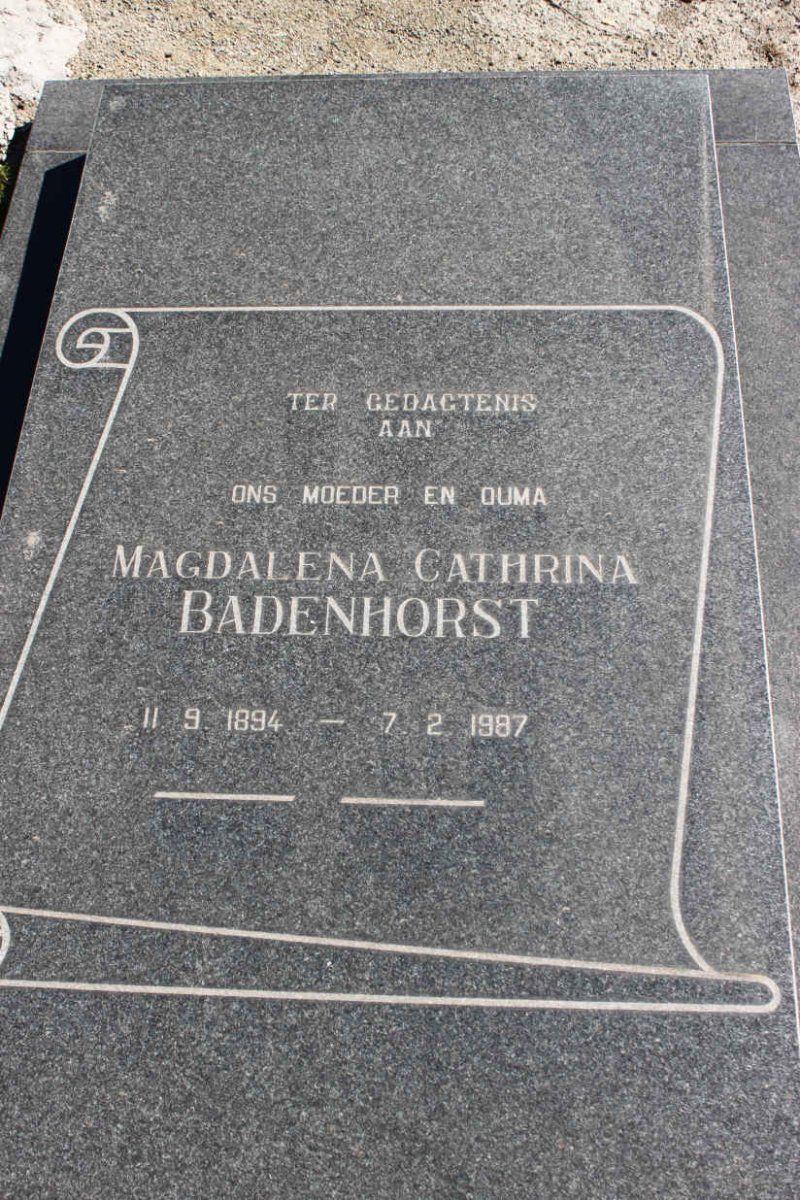 TER GEDAGTENIS
AAN
ONS MOEDER EN OUMA
MAGDALENA CATHRINA
BADENHORST
11 9 1894 — 7 2 1987